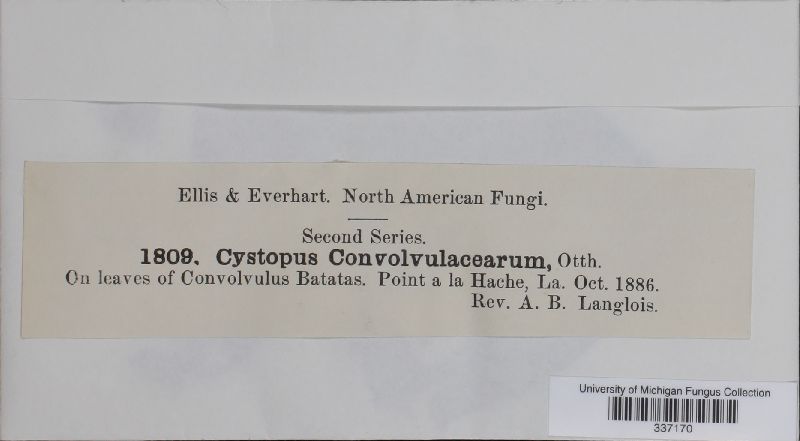 Ellis & Everhart. North American Fungi.
Second Series.
1809. Cystopus Convolvulacearum, Otth.
On leaves of Convolvulus Batatas. Point a la Hache, La. Oct. 1886.
Rev. A. B. Langlois.
University of Michigan Fungus Collection
337170